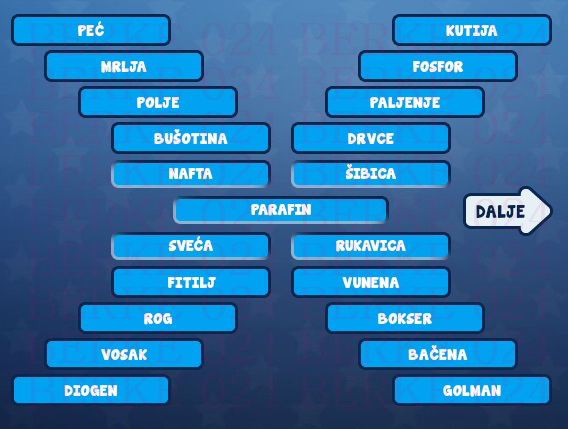 PEĆ KUTIJA
MRLJA FOSFOR
POLJE PALJENJE
BUŠOTINA DRVCE
NAFTA ŠIBICA
PARAFIN
DALJE
SVEĆA RUKAVICA
FITILJ VUNENA
ROG BOKSER
VOSAK BAČENA
DIOGEN GOLMAN